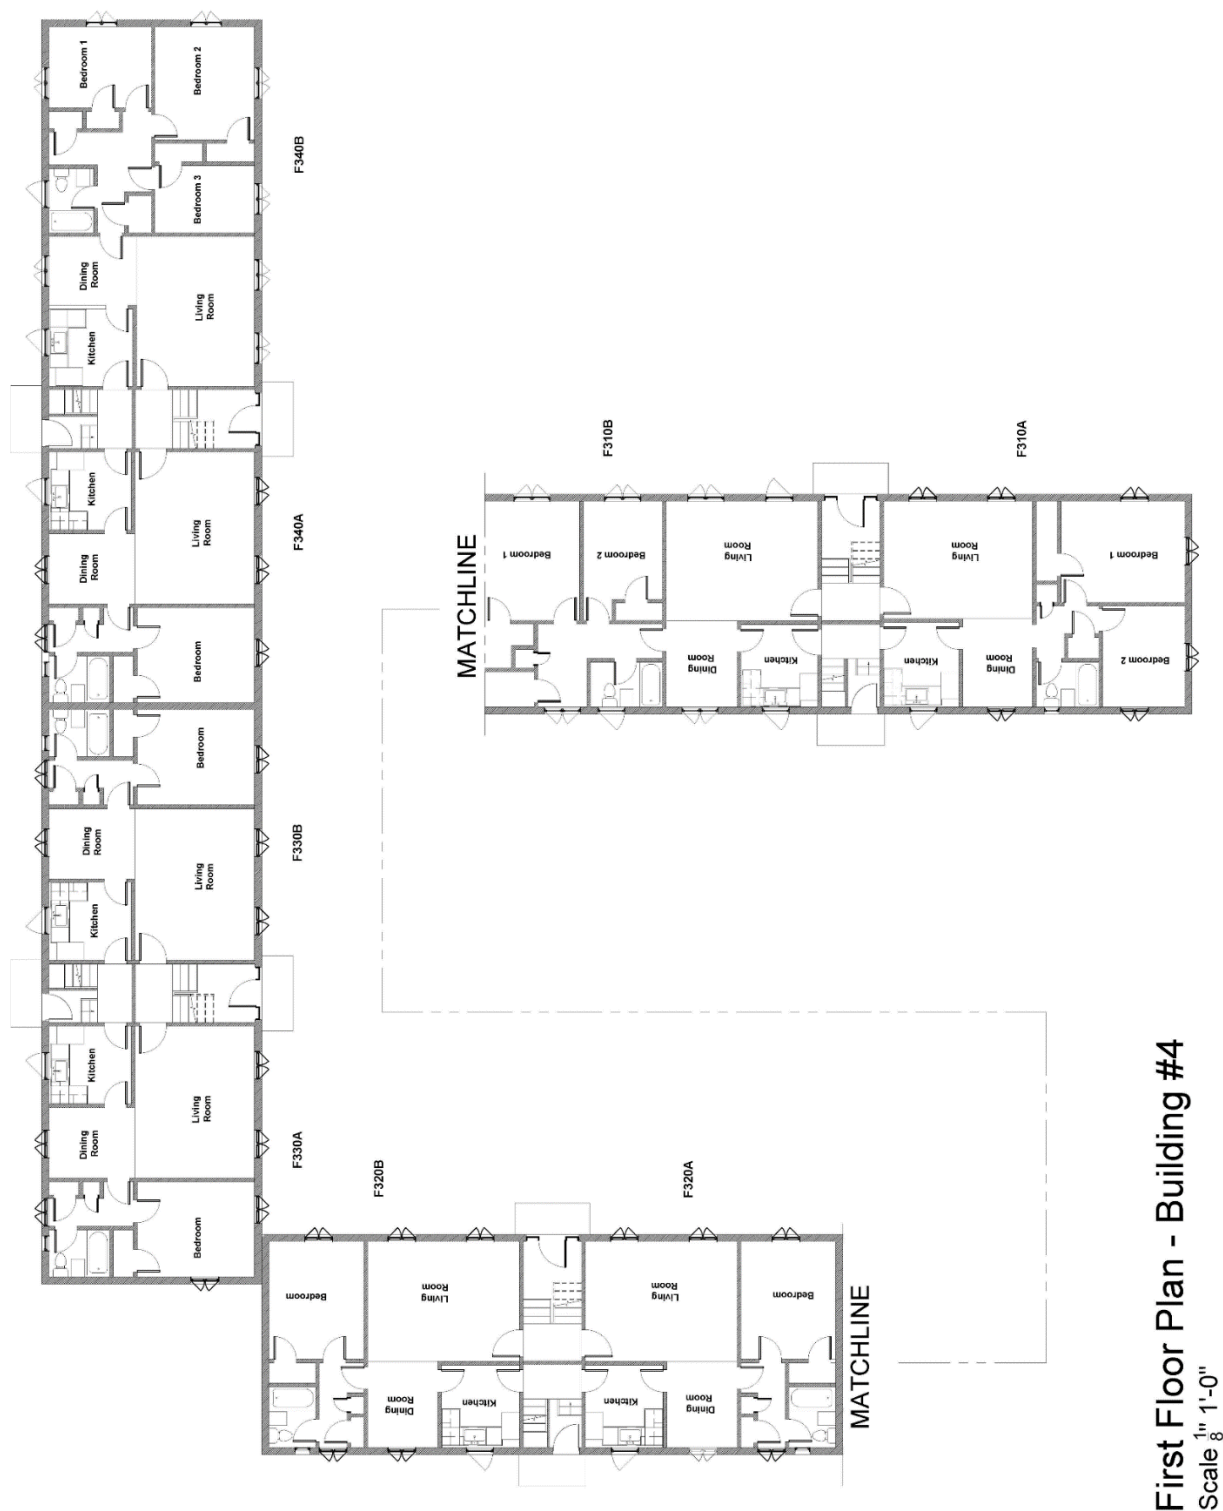 Bedroom 1
Bedroom 2
Bedroom 3
F340B
Dining
Room
Living
Room
Kitchen
Kitchen
Living
Room
Dining
Room
F340A
Bedroom
Bedroom
Dining
Room
Living
Room
F330B
Kitchen
Kitchen
Living
Room
Dining
Room
F330A
Bedroom
F320B
Bedroom
Living
Room
Dining
Room
Kitchen
F320A
Living
Room
Kitchen
Dining
Room
Bedroom
MATCHLINE
MATCHLINE
F310B
Bedroom 1
Bedroom 2
Living
Room
Dining
Room
Kitchen
F310A
Living
Room
Kitchen
Dining
Room
Bedroom 1
Bedroom 2
First Floor Plan - Building #4
Scale 1/8" 1'-0"